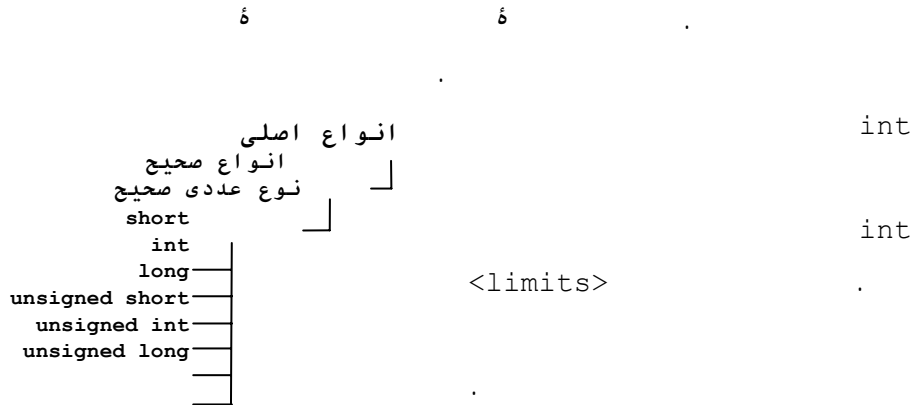 ۀ ۀ .
.
int
انواع اصلی
انواع صحیح
نوع عددی صحیح
short
int
int
long
<limits> .
unsigned short
unsigned int
unsigned long
.